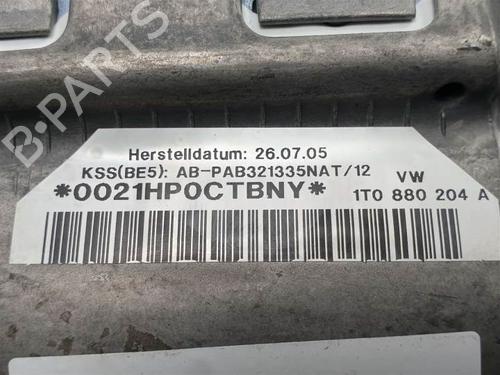 B-PARTS
Herstelldatum: 26.07.05
KSS(BE5): AB-PAB321335NAT/12 VW
*0021HP0CTBNY* 1T0 880 204 A